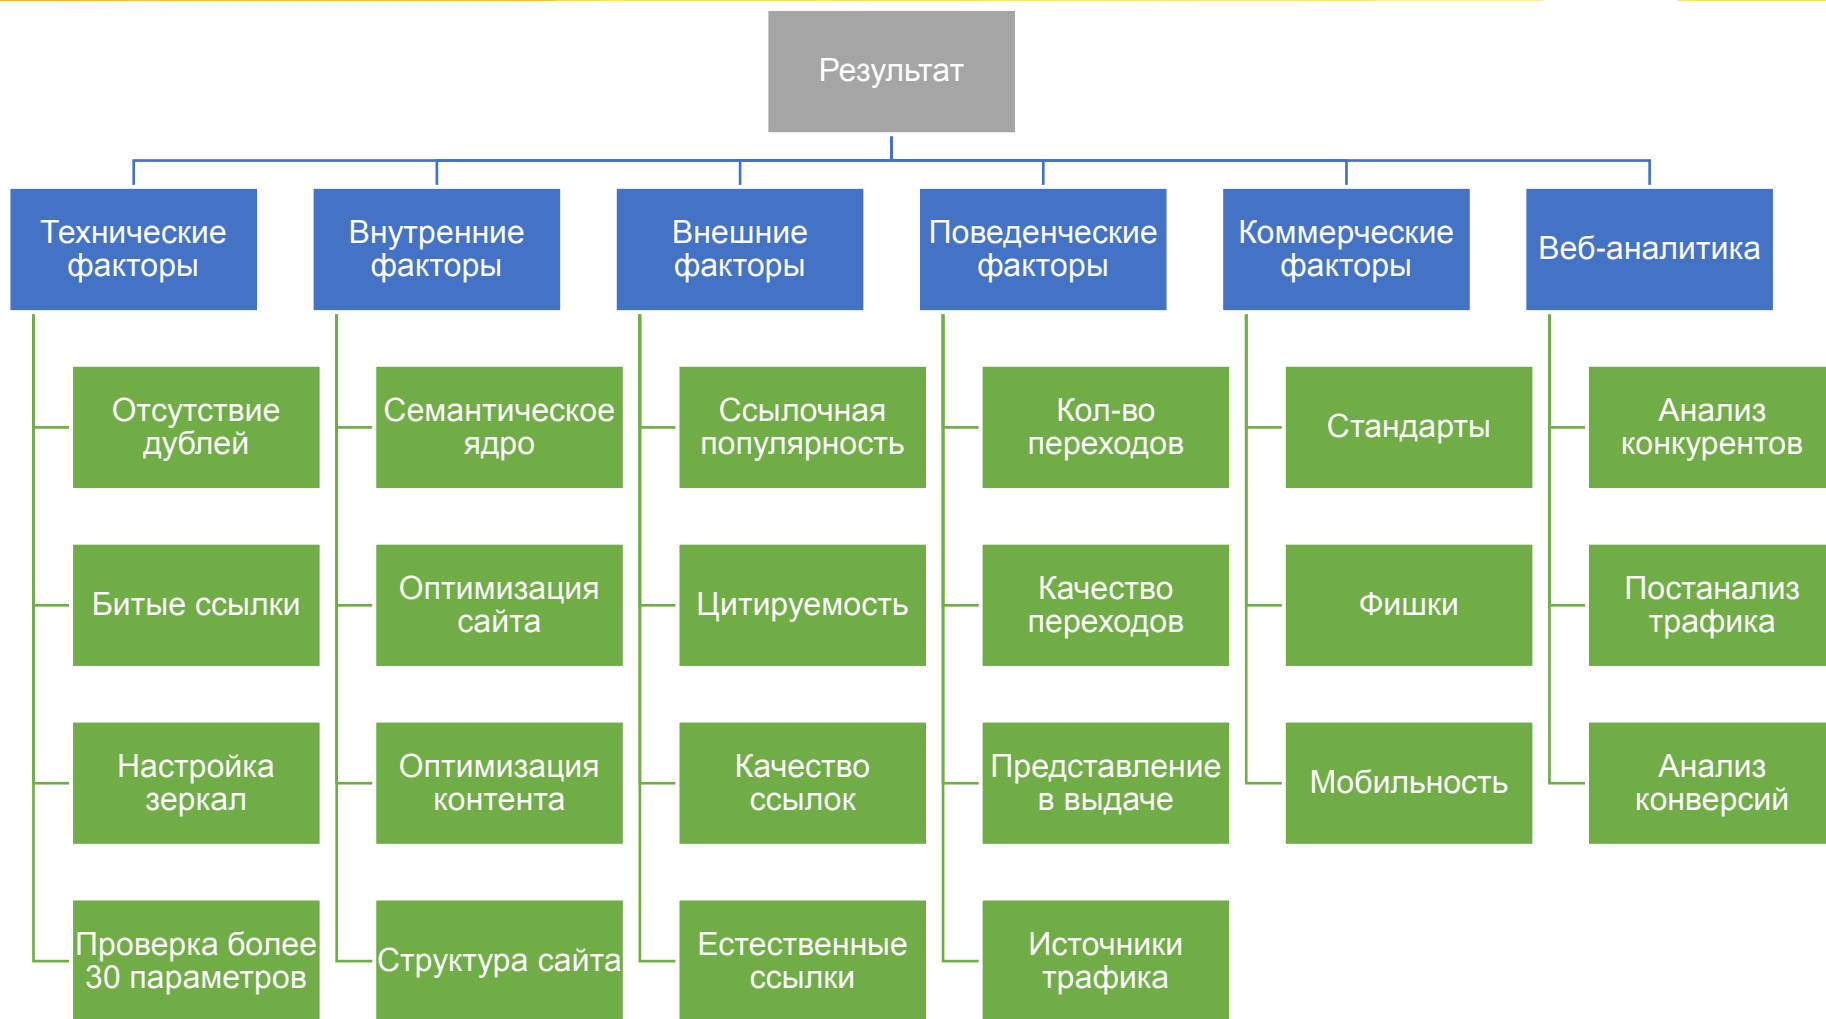 Результат
Технические
факторы
Внутренние
факторы
Внешние
факторы
Поведенческие
факторы
Коммерческие
факторы
Веб-аналитика
Отсутствие
дублей
Семантическое
ядро
Ссылочная
популярность
Кол-во
переходов
Стандарты
Анализ
конкурентов
Битые ссылки
Оптимизация
сайта
Цитируемость
Качество
переходов
Фишки
Постанализ
трафика
Настройка
зеркал
Оптимизация
контента
Качество
ссылок
Представление
в выдаче
Мобильность
Анализ
конверсий
Проверка более
30 параметров
Структура сайта
Естественные
ссылки
Источники
трафика